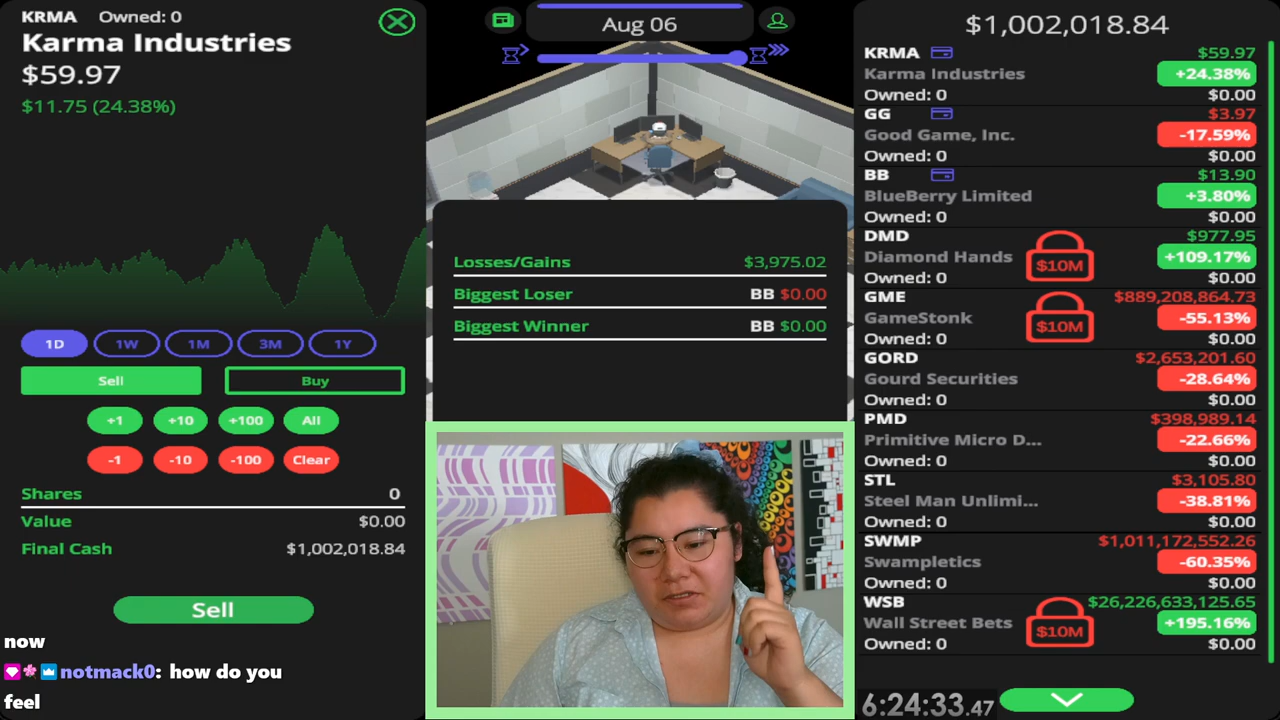 KRMA Owned: 0
Karma Industries
$59.97
$11.75 (24.38%)
1D 1W 1M 3M 1Y
Sell Buy
+1 +10 +100 All
-1 -10 -100 Clear
Shares 0
Value $0.00
Final Cash $1,002,018.84
Sell
now
notmack0: how do you
feel
Aug 06
Losses/Gains $3,975.02
Biggest Loser BB $0.00
Biggest Winner BB $0.00
$1,002,018.84
KRMA $59.97
Karma Industries +24.38%
Owned: 0 $0.00
GG $3.97
Good Game, Inc. -17.59%
Owned: 0 $0.00
BB $13.90
BlueBerry Limited +3.80%
Owned: 0 $0.00
DMD $977.95
Diamond Hands $10M +109.17%
Owned: 0 $0.00
GME $889,208,864.73
GameStonk $10M -55.13%
Owned: 0 $0.00
GORD $2,653,201.60
Gourd Securities -28.64%
Owned: 0 $0.00
PMD $398,989.14
Primitive Micro D... -22.66%
Owned: 0 $0.00
STL $3,105.80
Steel Man Unlimi... -38.81%
Owned: 0 $0.00
SWMP $1,011,172,552.26
Swampletics -60.35%
Owned: 0 $0.00
WSB $26,226,633,125.65
Wall Street Bets $10M +195.16%
Owned: 0 $0.00
6:24:33.47